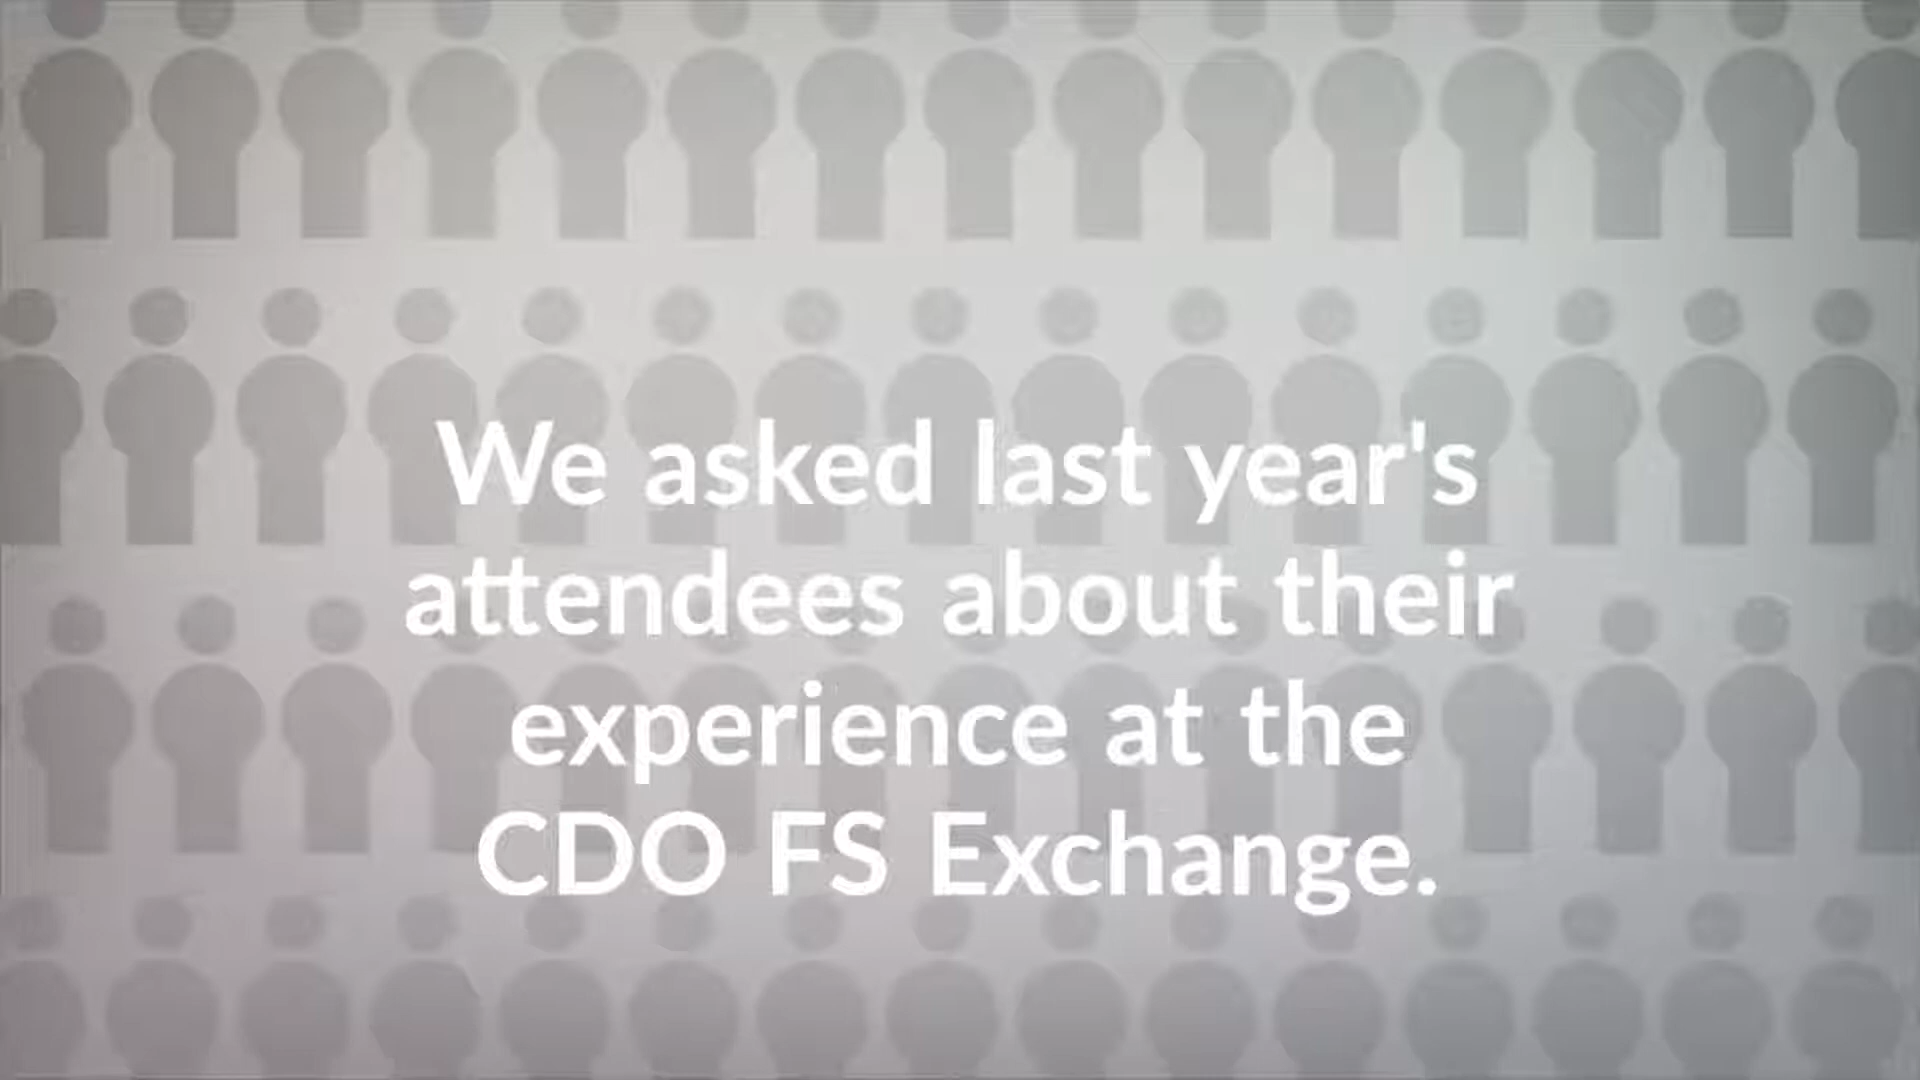 We asked last year's
attendees about their
experience at the
CDO FS Exchange.